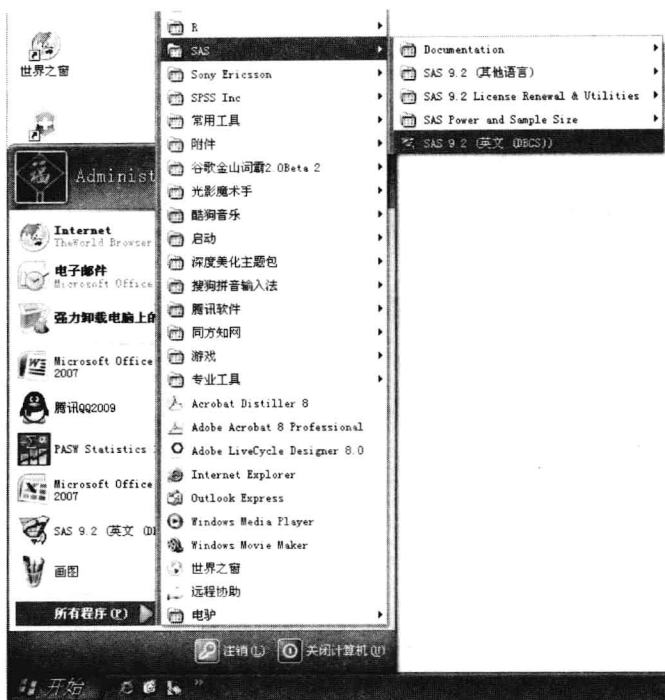 世界之窗
Administ
Internet
TheWorld Browser
电子邮件
Microsoft Office
强力卸载电脑上的
Microsoft Office
2007
腾讯QQ2009
PASW Statistics
Microsoft Office
2007
SAS 9.2 (英文 (DB
画图
所有程序(P)
R
SAS
Sony Ericsson
SPSS Inc
常用工具
附件
谷歌金山词霸2.0Beta 2
光影魔术手
酷狗音乐
启动
深度美化主题包
搜狗拼音输入法
腾讯软件
同方知网
游戏
专业工具
Acrobat Distiller 8
Adobe Acrobat 8 Professional
Adobe LiveCycle Designer 8.0
Internet Explorer
Outlook Express
Windows Media Player
Windows Movie Maker
世界之窗
远程协助
电驴
Documentation
SAS 9.2 (其他语言)
SAS 9.2 License Renewal & Utilities
SAS Power and Sample Size
SAS 9.2 (英文 (DBCS))
注销(L)
关闭计算机(U)
开始